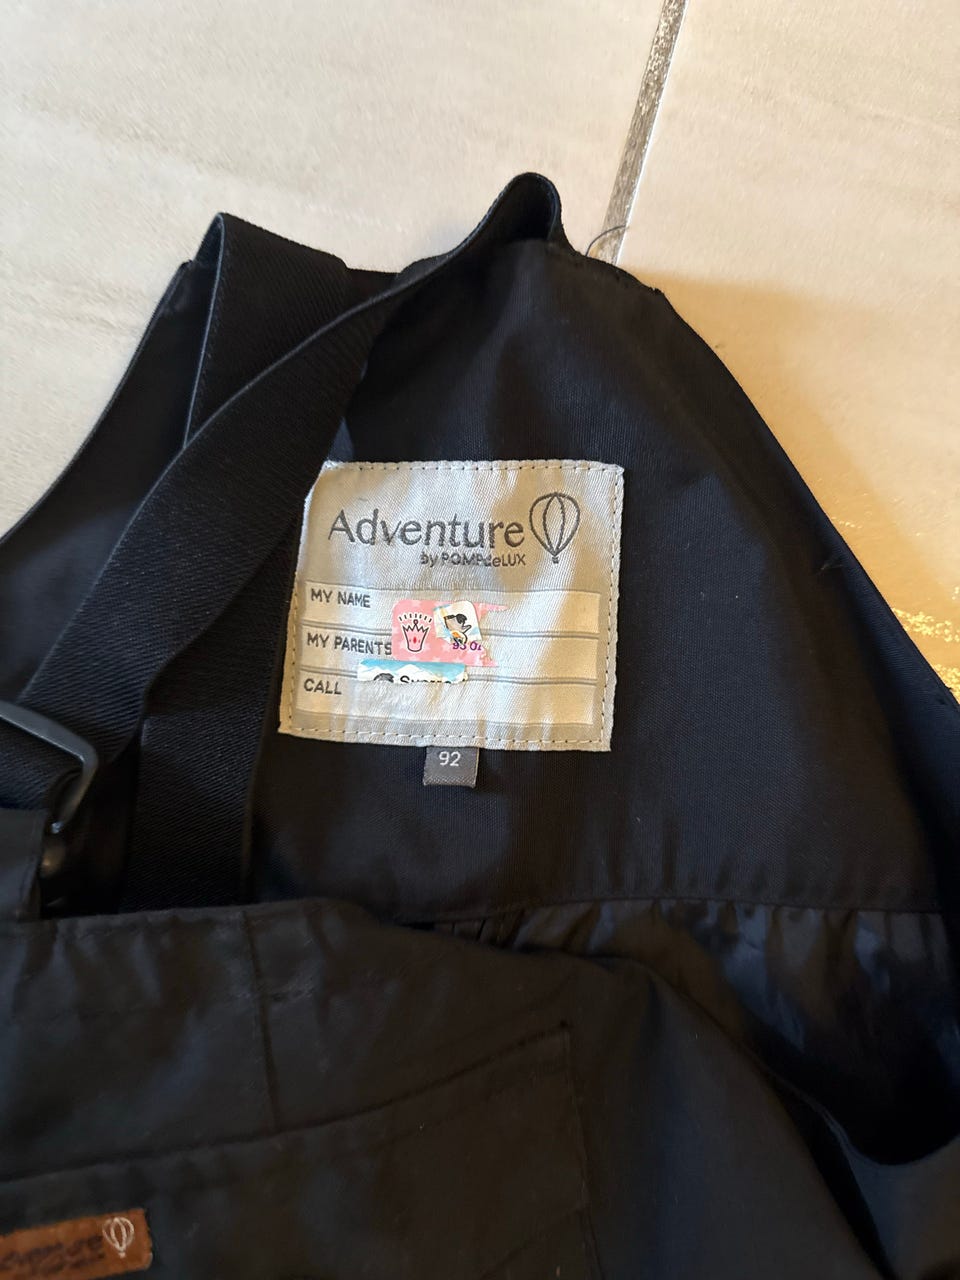 Adventure
by POMPdeLUX
MY NAME
MY PARENTS
CALL
92